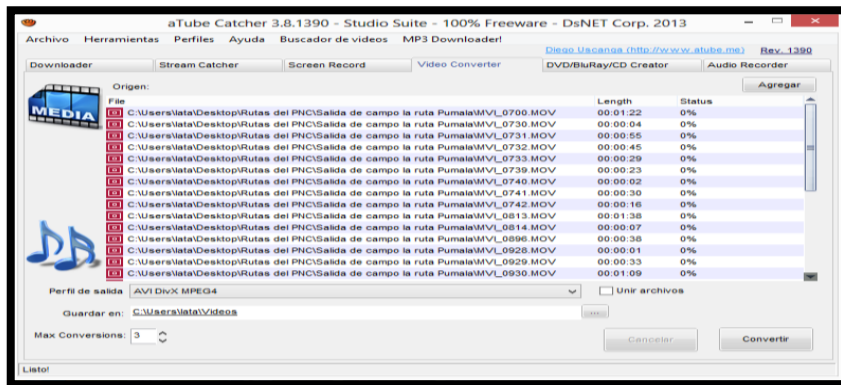 aTube Catcher 3.8.1390 - Studio Suite - 100% Freeware - DsNET Corp. 2013
Archivo Herramientas Perfiles Ayuda Buscador de videos MP3 Downloader!
Diego Uscanga (http://www.atube.me) Rev. 1390
Downloader Stream Catcher Screen Record Video Converter DVD/BluRay/CD Creator Audio Recorder
MEDIA
Origen: Agregar
File Length Status
C:\Users\lata\Desktop\Rutas del PNC\Salida de campo la ruta Pumala\MVI_0700.MOV 00:01:22 0%
C:\Users\lata\Desktop\Rutas del PNC\Salida de campo la ruta Pumala\MVI_0730.MOV 00:00:04 0%
C:\Users\lata\Desktop\Rutas del PNC\Salida de campo la ruta Pumala\MVI_0731.MOV 00:00:55 0%
C:\Users\lata\Desktop\Rutas del PNC\Salida de campo la ruta Pumala\MVI_0732.MOV 00:00:45 0%
C:\Users\lata\Desktop\Rutas del PNC\Salida de campo la ruta Pumala\MVI_0733.MOV 00:00:29 0%
C:\Users\lata\Desktop\Rutas del PNC\Salida de campo la ruta Pumala\MVI_0739.MOV 00:00:23 0%
C:\Users\lata\Desktop\Rutas del PNC\Salida de campo la ruta Pumala\MVI_0740.MOV 00:00:02 0%
C:\Users\lata\Desktop\Rutas del PNC\Salida de campo la ruta Pumala\MVI_0741.MOV 00:00:30 0%
C:\Users\lata\Desktop\Rutas del PNC\Salida de campo la ruta Pumala\MVI_0742.MOV 00:00:16 0%
C:\Users\lata\Desktop\Rutas del PNC\Salida de campo la ruta Pumala\MVI_0813.MOV 00:01:38 0%
C:\Users\lata\Desktop\Rutas del PNC\Salida de campo la ruta Pumala\MVI_0814.MOV 00:00:07 0%
C:\Users\lata\Desktop\Rutas del PNC\Salida de campo la ruta Pumala\MVI_0896.MOV 00:00:38 0%
C:\Users\lata\Desktop\Rutas del PNC\Salida de campo la ruta Pumala\MVI_0928.MOV 00:00:01 0%
C:\Users\lata\Desktop\Rutas del PNC\Salida de campo la ruta Pumala\MVI_0929.MOV 00:00:33 0%
C:\Users\lata\Desktop\Rutas del PNC\Salida de campo la ruta Pumala\MVI_0930.MOV 00:01:09 0%
Perfil de salida AVI DivX MPEG4 Unir archivos
Guardar en: C:\Users\lata\Videos ...
Max Conversions: 3 Cancelar Convertir
Listo!